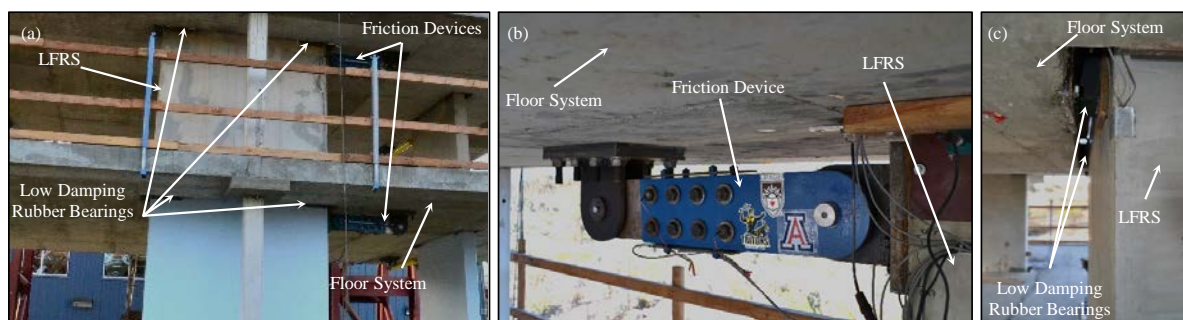 (a)
Friction Devices
LFRS
Low Damping
Rubber Bearings
Floor System
(b)
Floor System
LFRS
Friction Device
A
(c)
Floor System
LFRS
Low Damping
Rubber Bearings